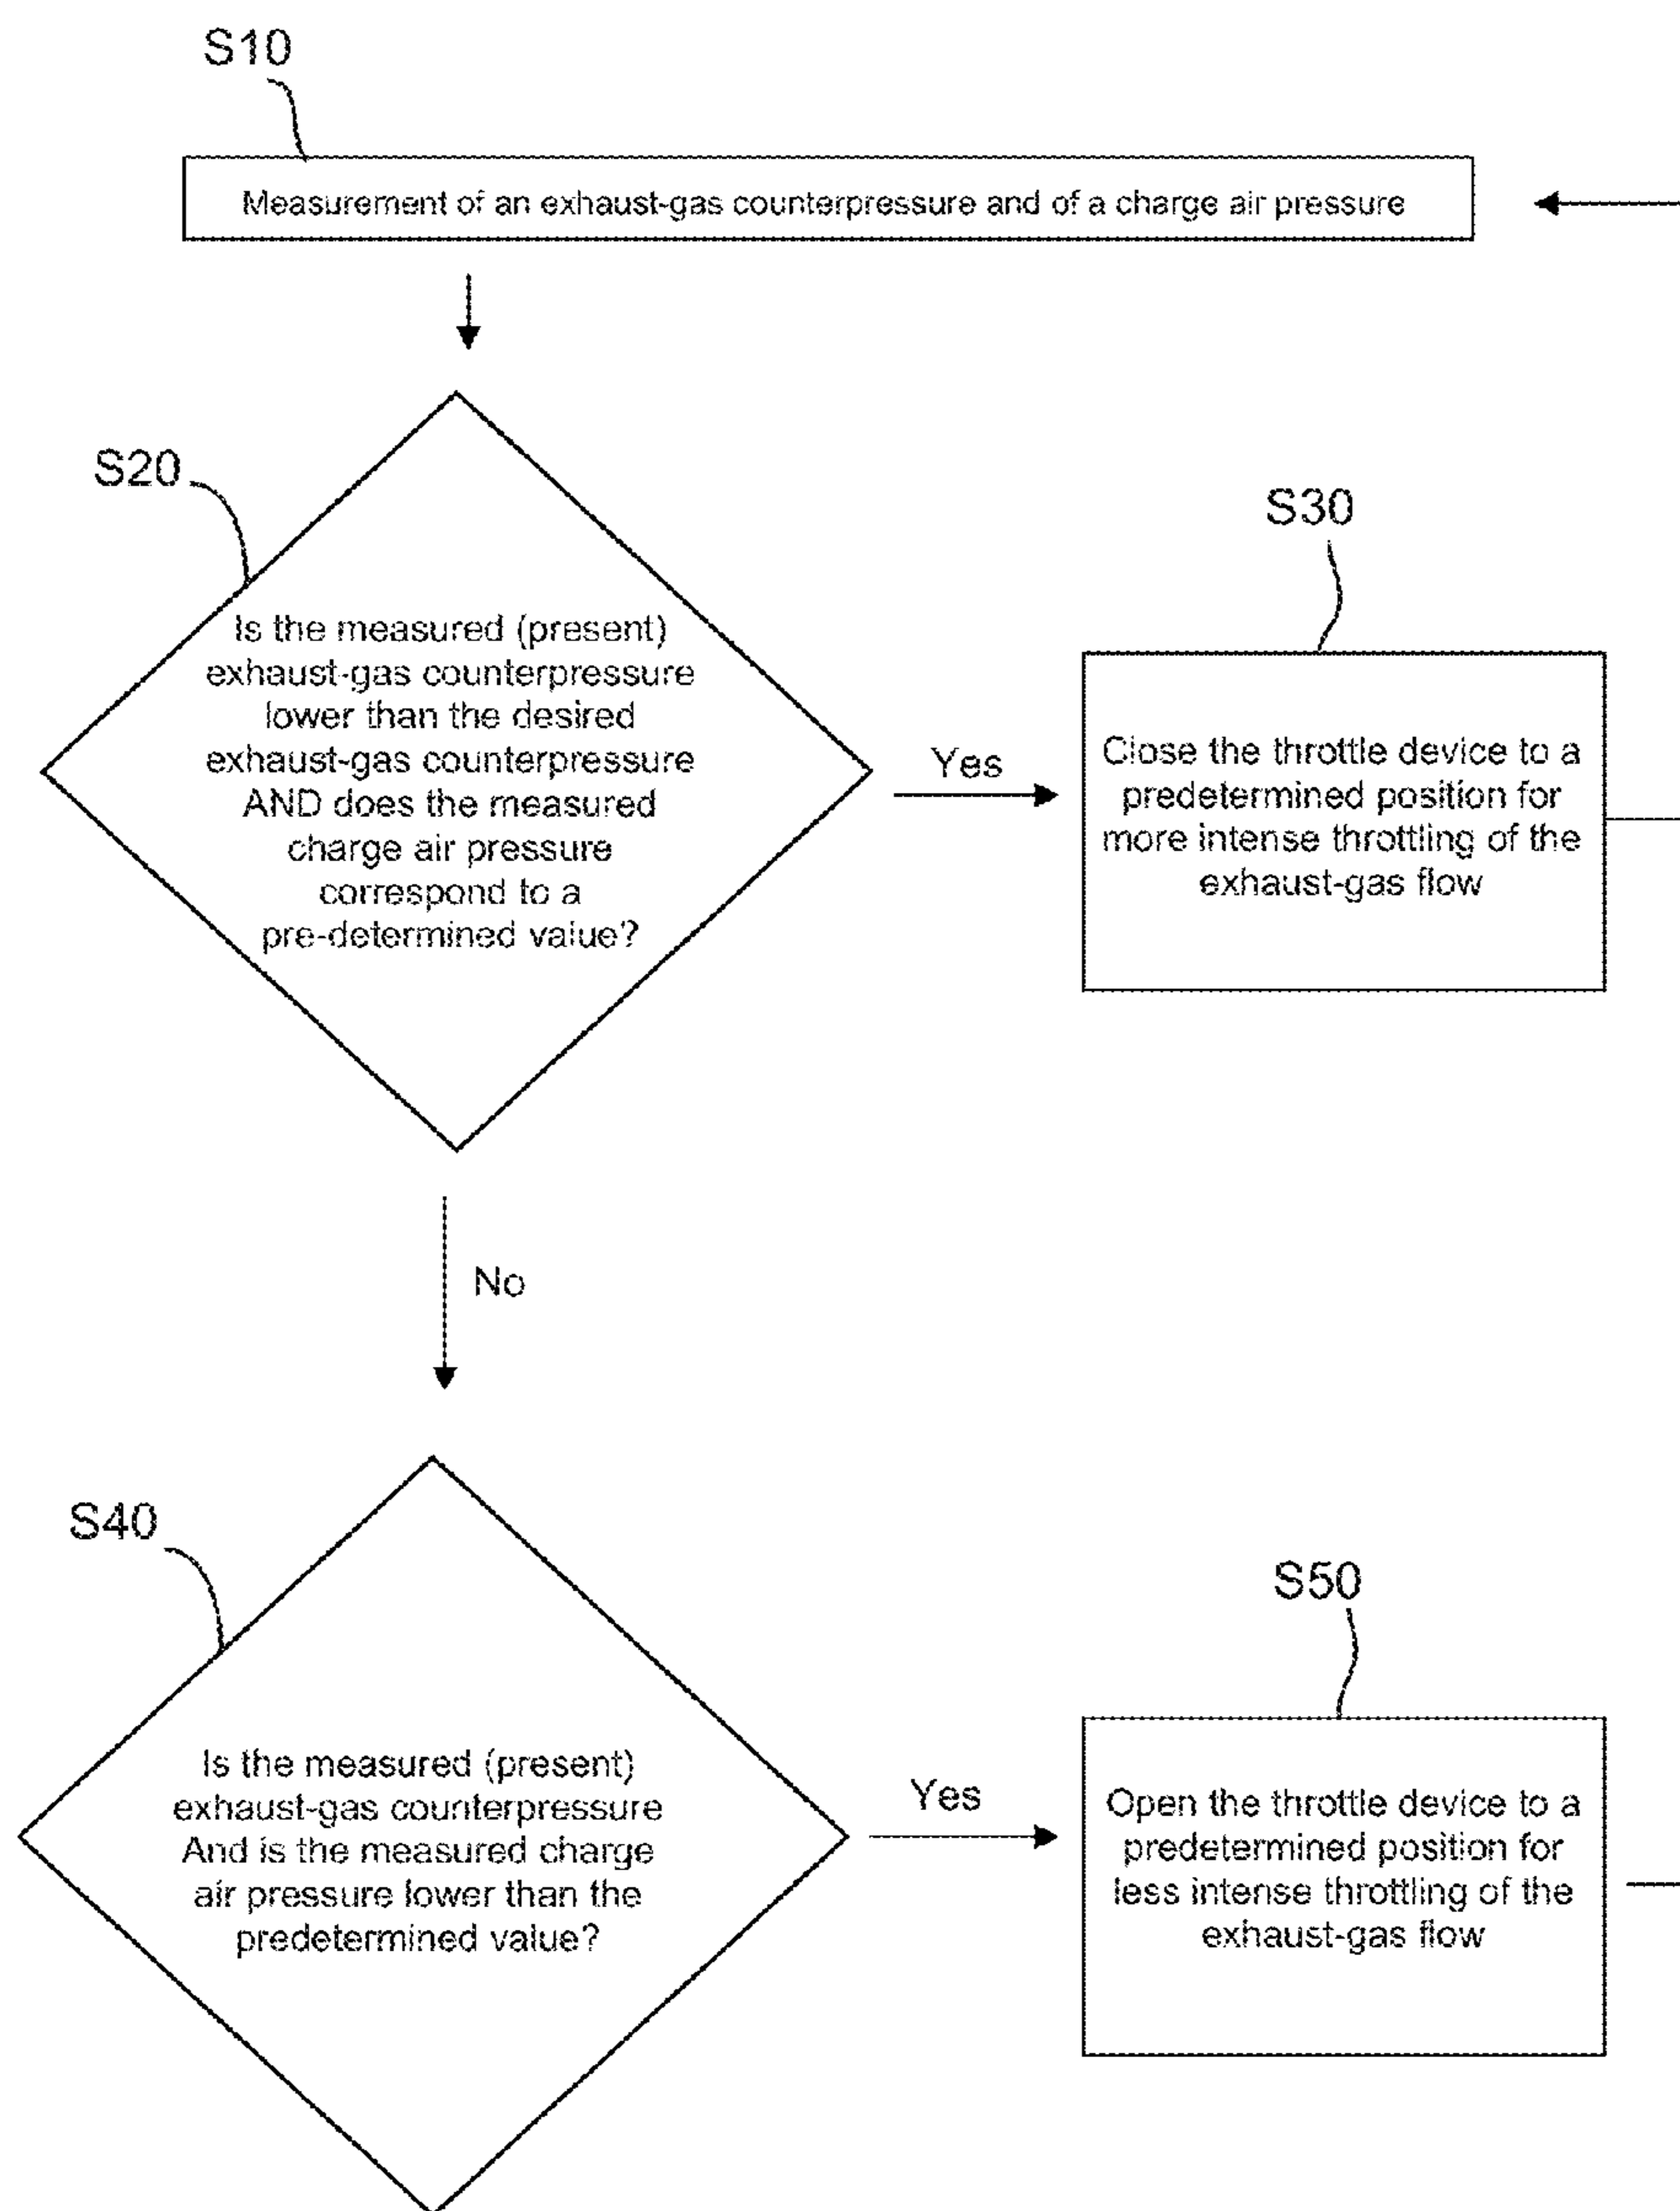 S10
Measurement of an exhaust-gas counterpressure and of a charge air pressure
S20
Is the measured (present)
exhaust-gas counterpressure
lower than the desired
exhaust-gas counterpressure
AND does the measured
charge air pressure
correspond to a
pre-determined value?
Yes
S30
Close the throttle device to a
predetermined position for
more intense throttling of the
exhaust-gas flow
No
S40
Is the measured (present)
exhaust-gas counterpressure
And is the measured charge
air pressure lower than the
predetermined value?
Yes
S50
Open the throttle device to a
predetermined position for
less intense throttling of the
exhaust-gas flow